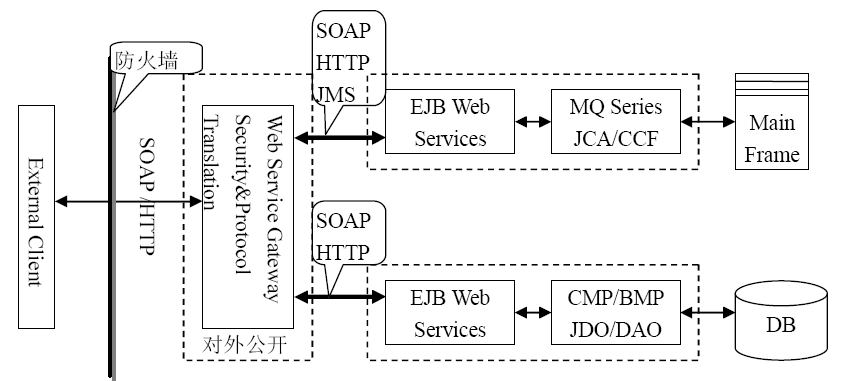 防火墙
External Client
SOAP /HTTP
Web Service Gateway
Security&Protocol
Translation
对外公开
SOAP
HTTP
JMS
EJB Web
Services
MQ Series
JCA/CCF
Main
Frame
SOAP
HTTP
EJB Web
Services
CMP/BMP
JDO/DAO
DB